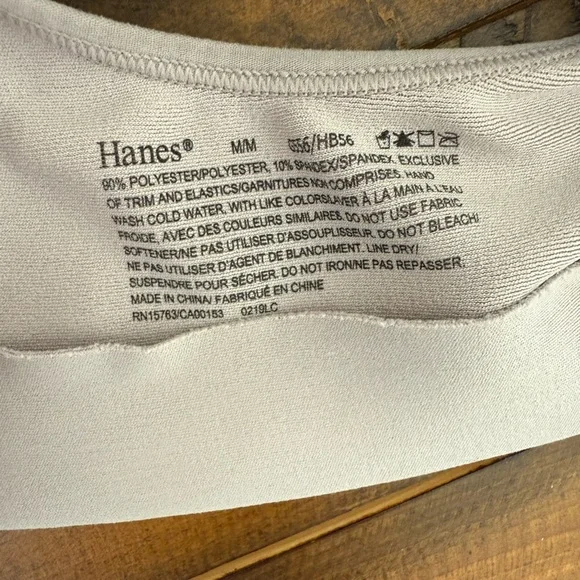 Hanes® M/M G56/HB56
90% POLYESTER/POLYESTER, 10% SPANDEX/SPANDEX. EXCLUSIVE
OF TRIM AND ELASTICS/GARNITURES NON COMPRISES. HAND
WASH COLD WATER, WITH LIKE COLORS/LAVER À LA MAIN À L'EAU
FROIDE, AVEC DES COULEURS SIMILAIRES. DO NOT USE FABRIC
SOFTENER/NE PAS UTILISER D'ASSOUPLISSEUR. DO NOT BLEACH/
NE PAS UTILISER D'AGENT DE BLANCHIMENT. LINE DRY/
SUSPENDRE POUR SÉCHER. DO NOT IRON/NE PAS REPASSER.
MADE IN CHINA/ FABRIQUÉ EN CHINE
RN15763/CA00153 0219LC